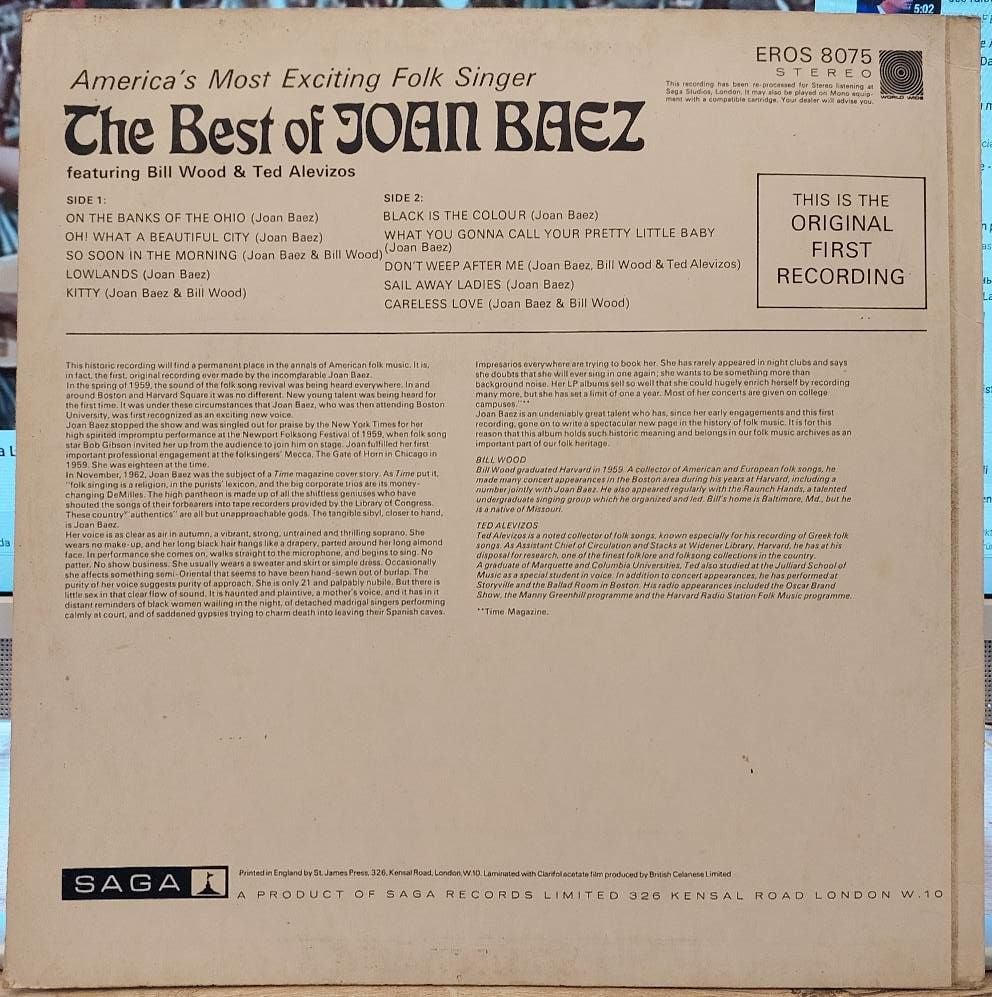 5:02
America's Most Exciting Folk Singer
The Best of JOAN BAEZ
featuring Bill Wood & Ted Alevizos
EROS 8075
STEREO
This recording has been re-processed for Stereo listening at
Saga Studios, London. It may also be played on Mono equip-
ment with a compatible cartridge. Your dealer will advise you.
WORLD WIDE
SIDE 1:
ON THE BANKS OF THE OHIO (Joan Baez)
OH! WHAT A BEAUTIFUL CITY (Joan Baez)
SO SOON IN THE MORNING (Joan Baez & Bill Wood)
LOWLANDS (Joan Baez)
KITTY (Joan Baez & Bill Wood)
SIDE 2:
BLACK IS THE COLOUR (Joan Baez)
WHAT YOU GONNA CALL YOUR PRETTY LITTLE BABY
(Joan Baez)
DON'T WEEP AFTER ME (Joan Baez, Bill Wood & Ted Alevizos)
SAIL AWAY LADIES (Joan Baez)
CARELESS LOVE (Joan Baez & Bill Wood)
THIS IS THE
ORIGINAL
FIRST
RECORDING
This historic recording will find a permanent place in the annals of American folk music. It is,
in fact, the first, original recording ever made by the incomparable Joan Baez.
In the spring of 1959, the sound of the folk song revival was being heard everywhere. In and
around Boston and Harvard Square it was no different. New young talent was being heard for
the first time. It was under these circumstances that Joan Baez, who was then attending Boston
University, was first recognized as an exciting new voice.
Joan Baez stopped the show and was singled out for praise by the New York Times for her
high spirited impromptu performance at the Newport Folksong Festival of 1959, when folk song
star Bob Gibson invited her up from the audience to join him on stage. Joan fulfilled her first
important professional engagement at the folksingers' Mecca, The Gate of Horn in Chicago in
1959. She was eighteen at the time.
In November, 1962, Joan Baez was the subject of a Time magazine cover story. As Time put it,
"folk singing is a religion, in the purists' lexicon, and the big corporate trios are its money-
changing DeMilles. The high pantheon is made up of all the shiftless geniuses who have
shouted the songs of their forbearers into tape recorders provided by the Library of Congress.
These country "authentics" are all but unapproachable gods. The tangible sibyl, closer to hand,
is Joan Baez.
Her voice is as clear as air in autumn, a vibrant, strong, untrained and thrilling soprano. She
wears no make-up, and her long black hair hangs like a drapery, parted around her long almond
face. In performance she comes on, walks straight to the microphone, and begins to sing. No
patter. No show business. She usually wears a sweater and skirt or simple dress. Occasionally
she affects something semi-Oriental that seems to have been hand-sewn out of burlap. The
purity of her voice suggests purity of approach. She is only 21 and palpably nubile. But there is
little sex in that clear flow of sound. It is haunted and plaintive, a mother's voice, and it has in it
distant reminders of black women wailing in the night, of detached madrigal singers performing
calmly at court, and of saddened gypsies trying to charm death into leaving their Spanish caves.
Impresarios everywhere are trying to book her. She has rarely appeared in night clubs and says
she doubts that she will ever sing in one again; she wants to be something more than
background noise. Her LP albums sell so well that she could hugely enrich herself by recording
many more, but she has set a limit of one a year. Most of her concerts are given on college
campuses."**
Joan Baez is an undeniably great talent who has, since her early engagements and this first
recording, gone on to write a spectacular new page in the history of folk music. It is for this
reason that this album holds such historic meaning and belongs in our folk music archives as an
important part of our folk heritage.
BILL WOOD
Bill Wood graduated Harvard in 1959. A collector of American and European folk songs, he
made many concert appearances in the Boston area during his years at Harvard, including a
number jointly with Joan Baez. He also appeared regularly with the Raunch Hands, a talented
undergraduate singing group which he organized and led. Bill's home is Baltimore, Md., but he
is a native of Missouri.
TED ALEVIZOS
Ted Alevizos is a noted collector of folk songs, known especially for his recording of Greek folk
songs. As Assistant Chief of Circulation and Stacks at Widener Library, Harvard, he has at his
disposal for research, one of the finest folklore and folksong collections in the country.
A graduate of Marquette and Columbia Universities, Ted also studied at the Julliard School of
Music as a special student in voice. In addition to concert appearances, he has performed at
Storyville and the Ballad Room in Boston. His radio appearances included the Oscar Brand
Show, the Manny Greenhill programme and the Harvard Radio Station Folk Music programme.
**Time Magazine.
SAGA
Printed in England by St. James Press, 326, Kensal Road, London, W.10. Laminated with Clarifoil acetate film produced by British Celanese Limited
A PRODUCT OF SAGA RECORDS LIMITED 326 KENSAL ROAD LONDON W.10